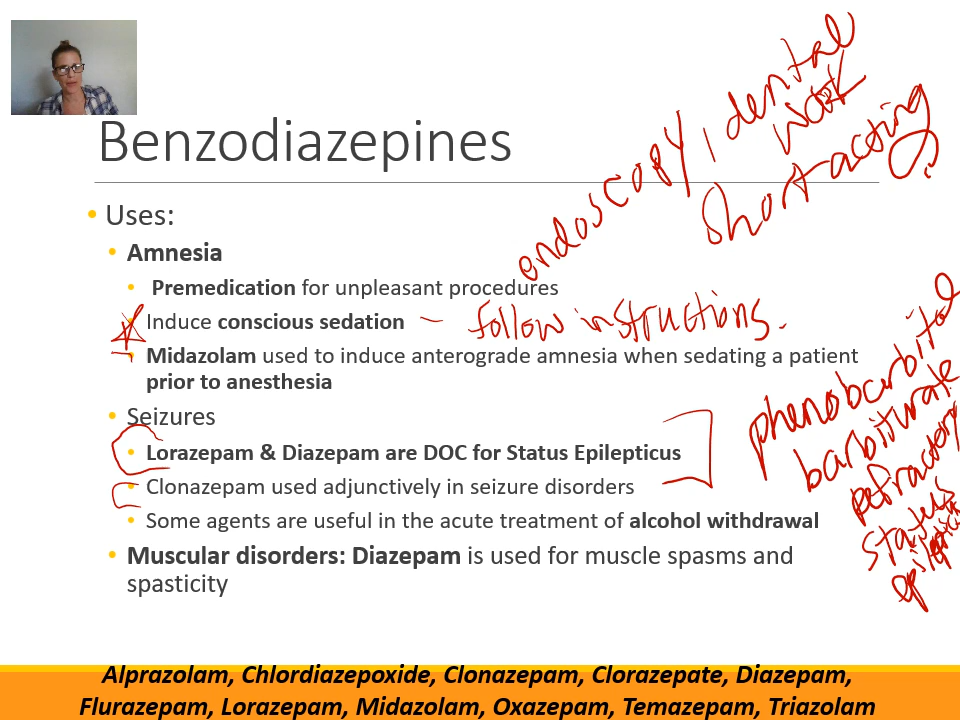 endoscopy, dental
work
short acting
Benzodiazepines
• Uses:
• Amnesia
• Premedication for unpleasant procedures
• Induce conscious sedation – follow instructions.
• Midazolam used to induce anterograde amnesia when sedating a patient
prior to anesthesia
• Seizures
• Lorazepam & Diazepam are DOC for Status Epilepticus
• Clonazepam used adjunctively in seizure disorders
• Some agents are useful in the acute treatment of alcohol withdrawal
• Muscular disorders: Diazepam is used for muscle spasms and
spasticity
phenobarbital
barbiturate
refractory
status
epilepticus
Alprazolam, Chlordiazepoxide, Clonazepam, Clorazepate, Diazepam,
Flurazepam, Lorazepam, Midazolam, Oxazepam, Temazepam, Triazolam